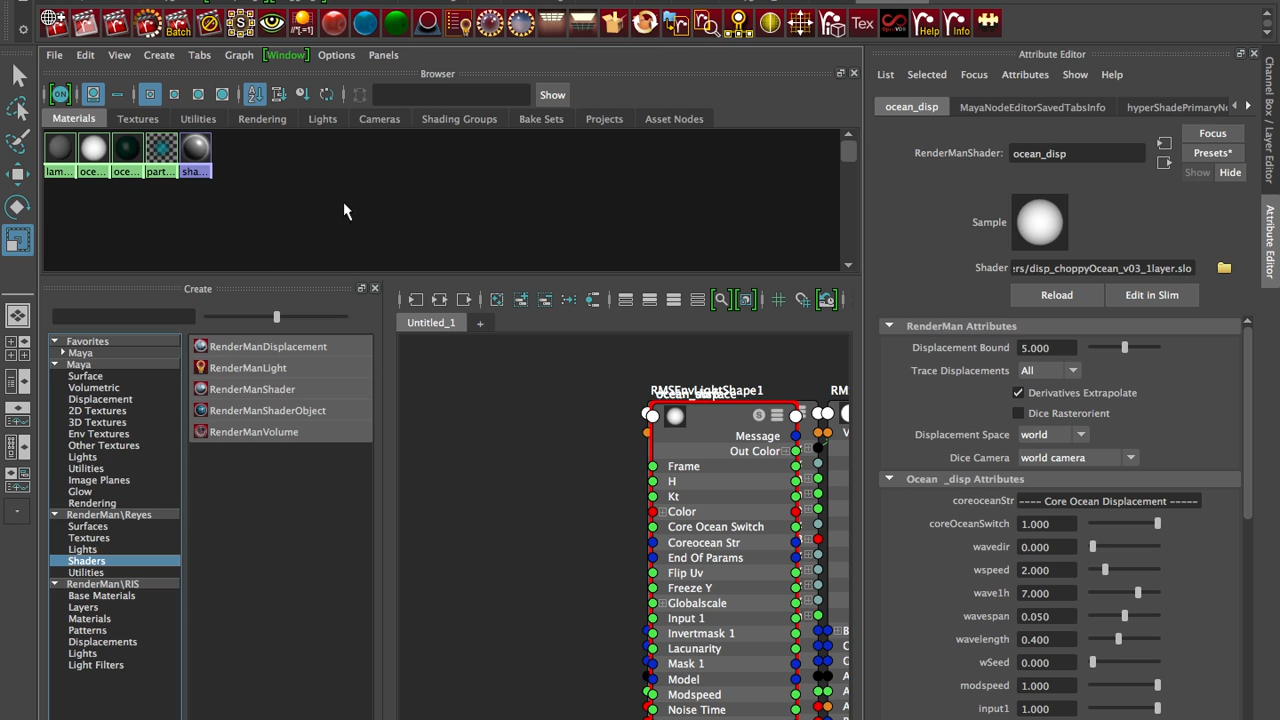 Batch
//*[=1]
Tex
Help
Info
File Edit View Create Tabs Graph [Window] Options Panels
Browser
ON
Show
Materials Textures Utilities Rendering Lights Cameras Shading Groups Bake Sets Projects Asset Nodes
lam... oce... oce... part... sha...
Create
Favorites
Maya
Maya
Surface
Volumetric
Displacement
2D Textures
3D Textures
Env Textures
Other Textures
Lights
Utilities
Image Planes
Glow
Rendering
RenderMan\Reyes
Surfaces
Textures
Lights
Shaders
Utilities
RenderMan\RIS
Base Materials
Layers
Materials
Patterns
Displacements
Lights
Light Filters
RenderManDisplacement
RenderManLight
RenderManShader
RenderManShaderObject
RenderManVolume
Untitled_1 +
RMSEnvLightShape1 RM
S
Message
Out Color
Frame
H
Kt
Color
Core Ocean Switch
Coreocean Str
End Of Params
Flip Uv
Freeze Y
Globalscale
Input 1
Invertmask 1
Lacunarity
Mask 1
Model
Modspeed
Noise Time
Attribute Editor
List Selected Focus Attributes Show Help
ocean_disp MayaNodeEditorSavedTabsInfo hyperShadePrimaryNo
Focus
RenderManShader: ocean_disp Presets*
Show Hide
Sample
Shader ers/disp_choppyOcean_v03_1layer.slo
Reload Edit in Slim
RenderMan Attributes
Displacement Bound 5.000
Trace Displacements All
Derivatives Extrapolate
Dice Rasterorient
Displacement Space world
Dice Camera world camera
Ocean _disp Attributes
coreoceanStr ---- Core Ocean Displacement -----
coreOceanSwitch 1.000
wavedir 0.000
wspeed 2.000
wave1h 7.000
wavespan 0.050
wavelength 0.400
wSeed 0.000
modspeed 1.000
input1 1.000
Channel Box / Layer Editor
Attribute Editor